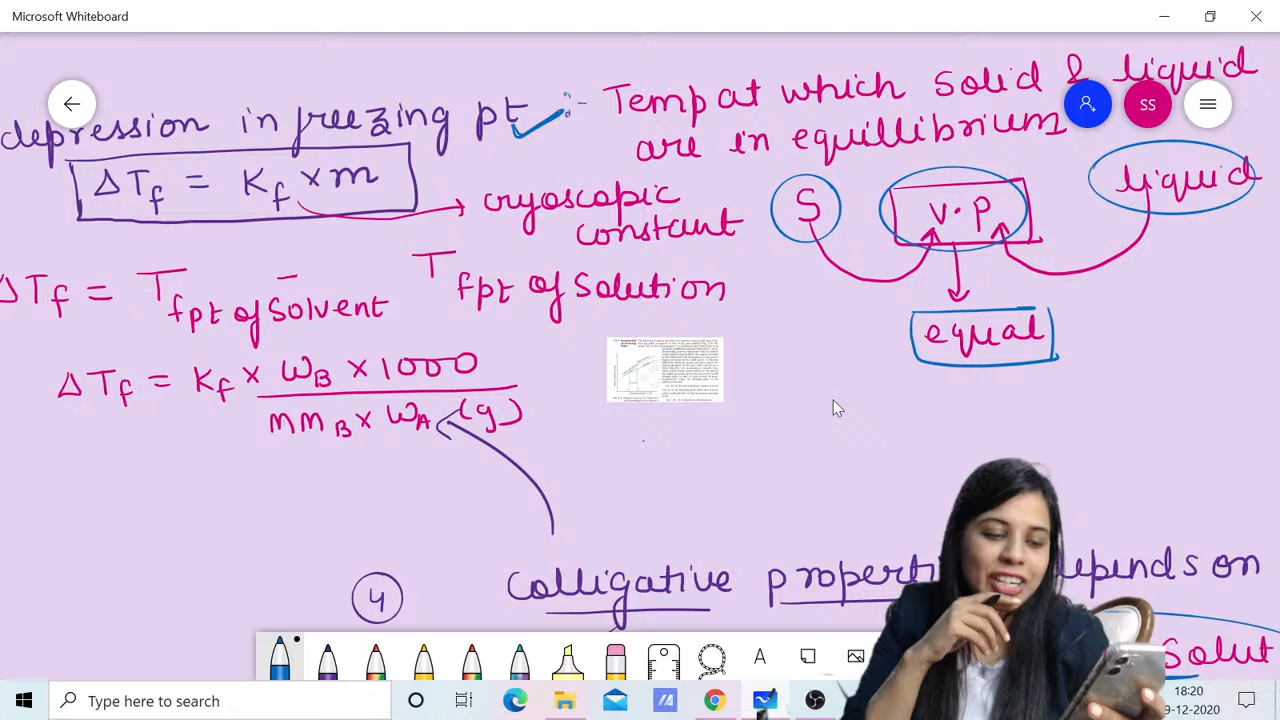 Microsoft Whiteboard
depression in freezing pt :- Temp at which Solid & liquid
are in equillibrium
ΔTf = Kf × m
cryoscopic
constant
S
v.p
liquid
equal
ΔTf = T fpt of Solvent - T fpt of Solution
ΔTf = Kf × WB × 1000
mmB × WA (g)
4
Colligative
depends on
Solut
SS
A
Type here to search
18:20
9-12-2020